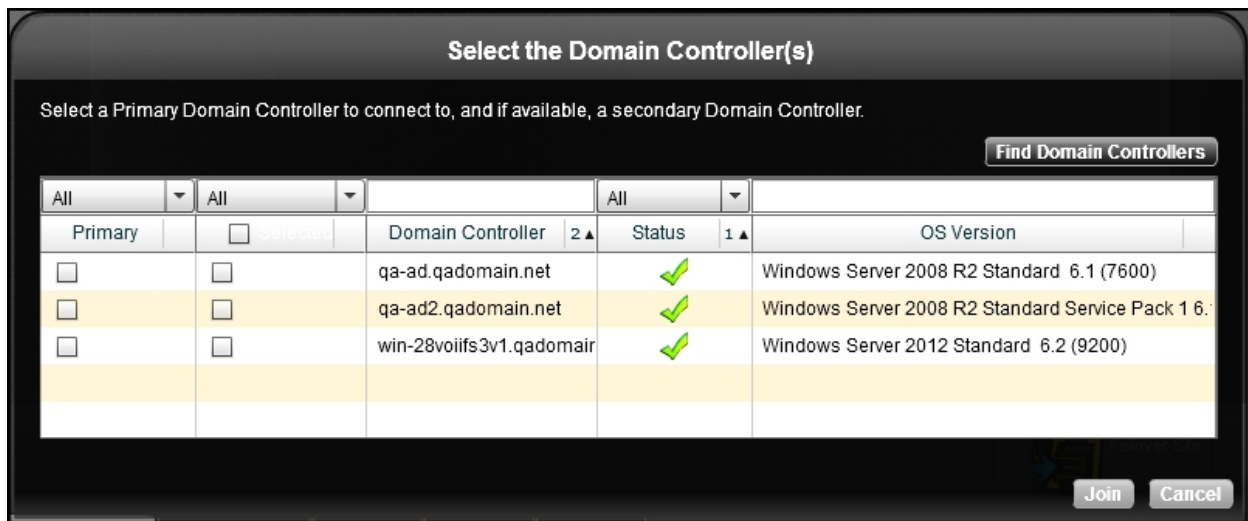 Select the Domain Controller(s)
Select a Primary Domain Controller to connect to, and if available, a secondary Domain Controller.
Find Domain Controllers
All All All
Primary Selected Domain Controller 2 Status 1 OS Version
qa-ad.qadomain.net Windows Server 2008 R2 Standard 6.1 (7600)
qa-ad2.qadomain.net Windows Server 2008 R2 Standard Service Pack 1 6.
win-28voiifs3v1.qadomain Windows Server 2012 Standard 6.2 (9200)
Failover Site
Join Cancel